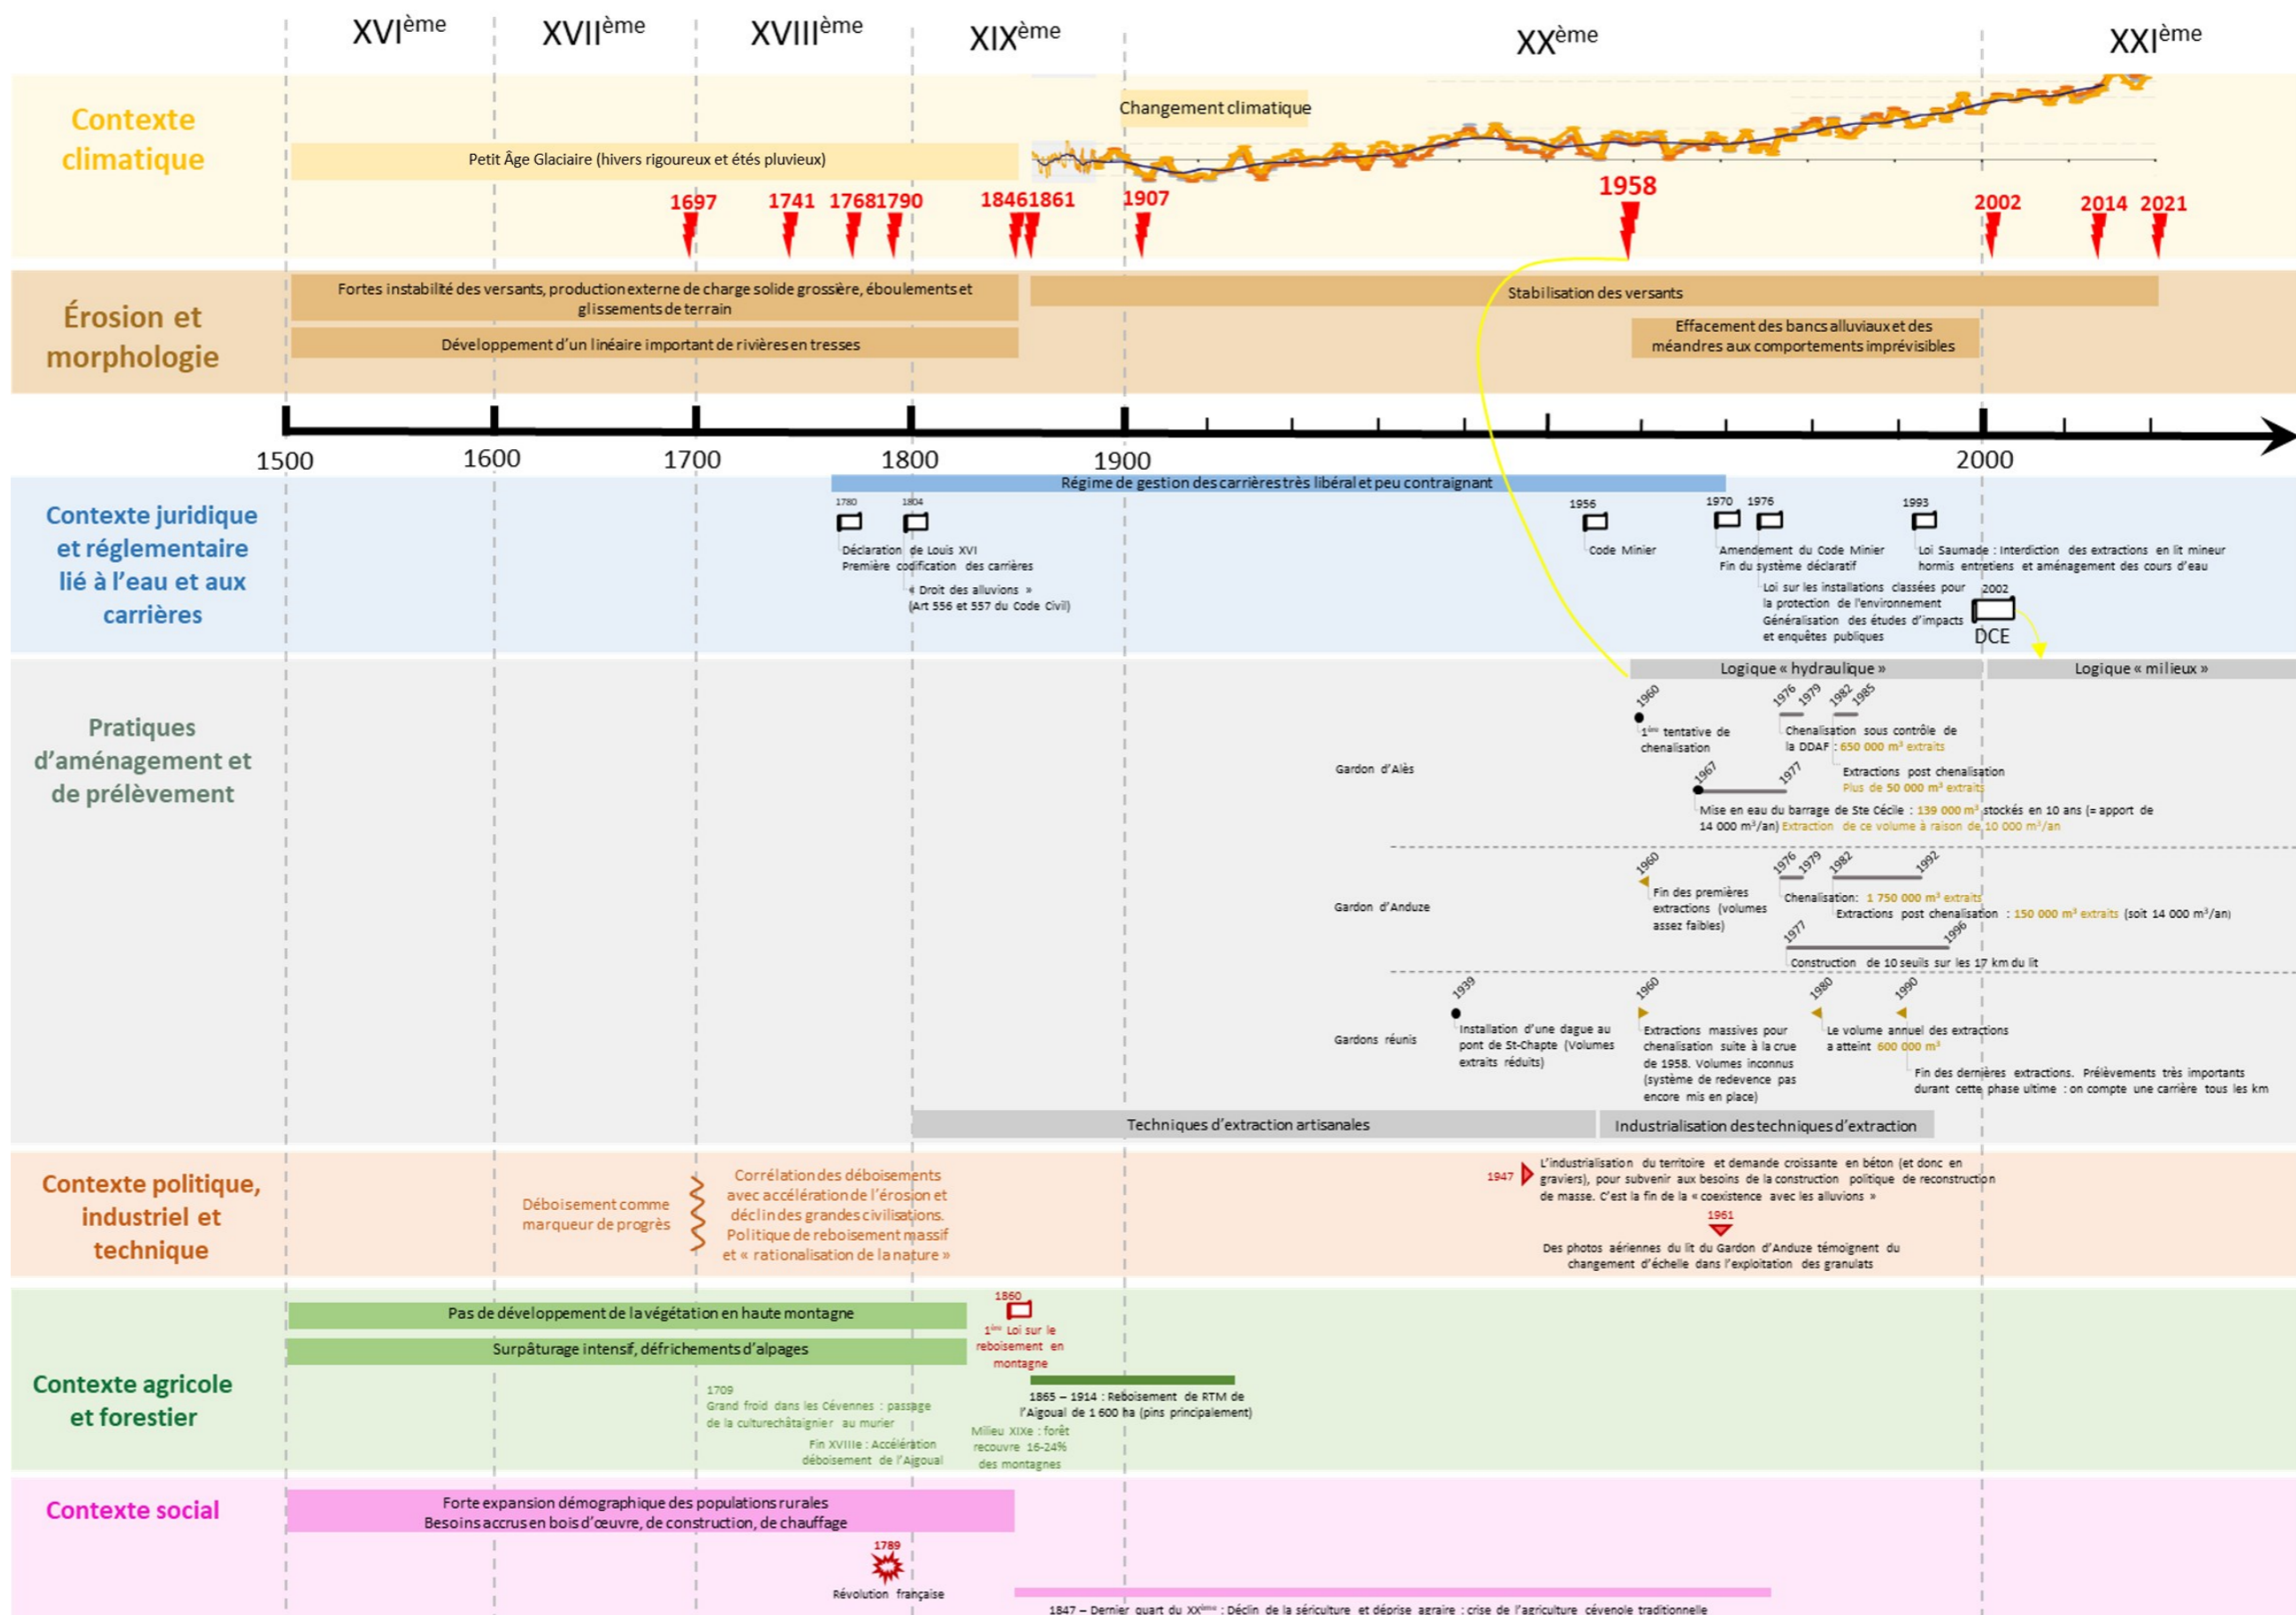 XVIème
XVIIème
XVIIIème
XIXème
XXème
XXIème
Contexte
climatique
Changement climatique
Petit Âge Glaciaire (hivers rigoureux et étés pluvieux)
1697
1741
1768
1790
1846
1861
1907
1958
2002
2014
2021
Érosion et
morphologie
Fortes instabilité des versants, production externe de charge solide grossière, éboulements et
glissements de terrain
Développement d'un linéaire important de rivières en tresses
Stabilisation des versants
Effacement des bancs alluviaux et des
méandres aux comportements imprévisibles
1500
1600
1700
1800
1900
2000
Contexte juridique
et réglementaire
lié à l'eau et aux
carrières
Régime de gestion des carrières très libéral et peu contraignant
1780
Déclaration de Louis XVI
Première codification des carrières
1804
« Droit des alluvions »
(Art 556 et 557 du Code Civil)
1956
Code Minier
1970
Amendement du Code Minier
Fin du système déclaratif
1976
Loi sur les installations classées pour
la protection de l'environnement
Généralisation des études d'impacts
et enquêtes publiques
1993
Loi Saumade : Interdiction des extractions en lit mineur
hormis entretiens et aménagement des cours d'eau
2002
DCE
Pratiques
d'aménagement et
de prélèvement
Logique « hydraulique »
Logique « milieux »
Gardon d'Alès
1960
1ère tentative de
chenalisation
1976
1979
Chenalisation sous contrôle de
la DDAF : 650 000 m³ extraits
1982
1985
Extractions post chenalisation
Plus de 50 000 m³ extraits
1967
1977
Mise en eau du barrage de Ste Cécile : 139 000 m³ stockés en 10 ans (= apport de
14 000 m³/an) Extraction de ce volume à raison de 10 000 m³/an
Gardon d'Anduze
1960
Fin des premières
extractions (volumes
assez faibles)
1976
1979
Chenalisation: 1 750 000 m³ extraits
1982
1992
Extractions post chenalisation : 150 000 m³ extraits (soit 14 000 m³/an)
1977
1996
Construction de 10 seuils sur les 17 km du lit
Gardons réunis
1939
Installation d'une dague au
pont de St-Chapte (Volumes
extraits réduits)
1960
Extractions massives pour
chenalisation suite à la crue
de 1958. Volumes inconnus
(système de redevence pas
encore mis en place)
1980
Le volume annuel des extractions
a atteint 600 000 m³
1990
Fin des dernières extractions. Prélèvements très importants
durant cette phase ultime : on compte une carrière tous les km
Techniques d'extraction artisanales
Industrialisation des techniques d'extraction
Contexte politique,
industriel et
technique
Déboisement comme
marqueur de progrès
Corrélation des déboisements
avec accélération de l'érosion et
déclin des grandes civilisations.
Politique de reboisement massif
et « rationalisation de la nature »
1947
L'industrialisation du territoire et demande croissante en béton (et donc en
graviers), pour subvenir aux besoins de la construction politique de reconstruction
de masse. C'est la fin de la « coexistence avec les alluvions »
1961
Des photos aériennes du lit du Gardon d'Anduze témoignent du
changement d'échelle dans l'exploitation des granulats
Contexte agricole
et forestier
Pas de développement de la végétation en haute montagne
Surpâturage intensif, défrichements d'alpages
1860
1ère Loi sur le
reboisement en
montagne
1709
Grand froid dans les Cévennes : passage
de la culturechâtaignier au murier
Fin XVIIIe : Accélération
déboisement de l'Aigoual
1865 – 1914 : Reboisement de RTM de
l'Aigoual de 1 600 ha (pins principalement)
Milieu XIXe : forêt
recouvre 16-24%
des montagnes
Contexte social
Forte expansion démographique des populations rurales
Besoins accrus en bois d'œuvre, de construction, de chauffage
1789
Révolution française
1847 – Dernier quart du XXème : Déclin de la sériculture et déprise agraire : crise de l'agriculture cévenole traditionnelle